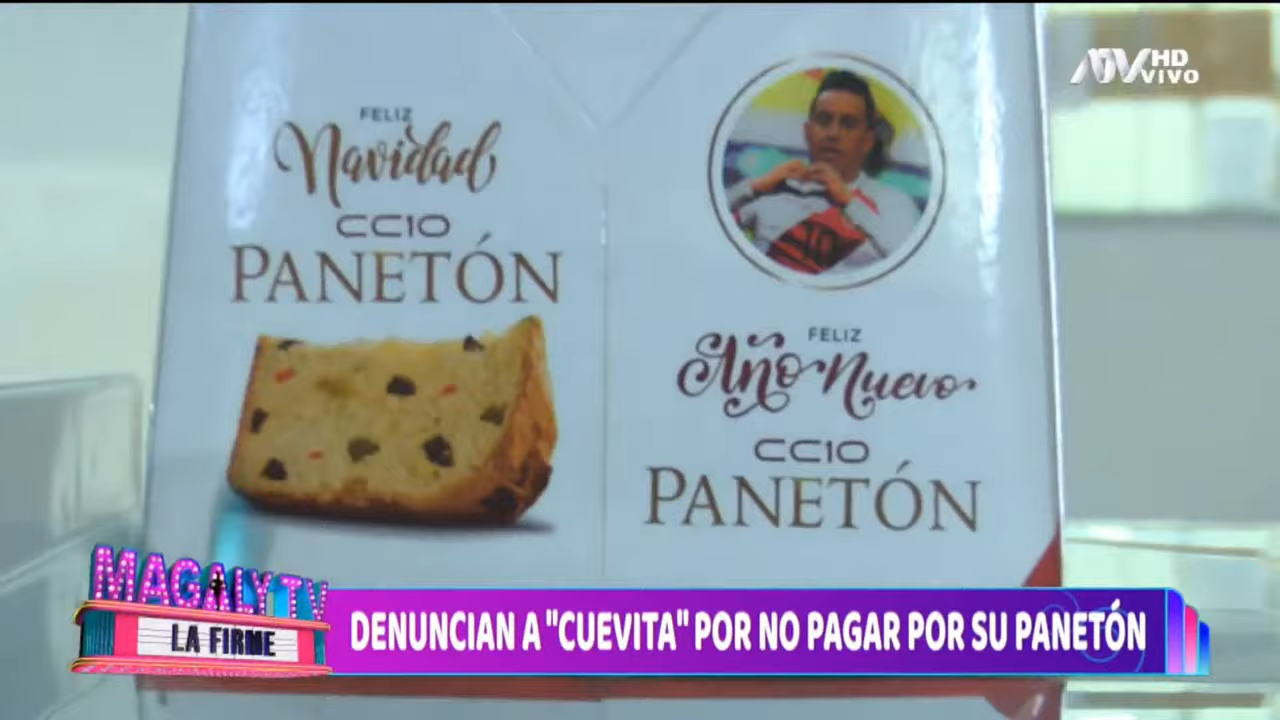 ATV HD
VIVO
FELIZ
Navidad
CC10
PANETÓN
FELIZ
Año Nuevo
CC10
PANETÓN
MAGALY TV
LA FIRME
DENUNCIAN A "CUEVITA" POR NO PAGAR POR SU PANETÓN